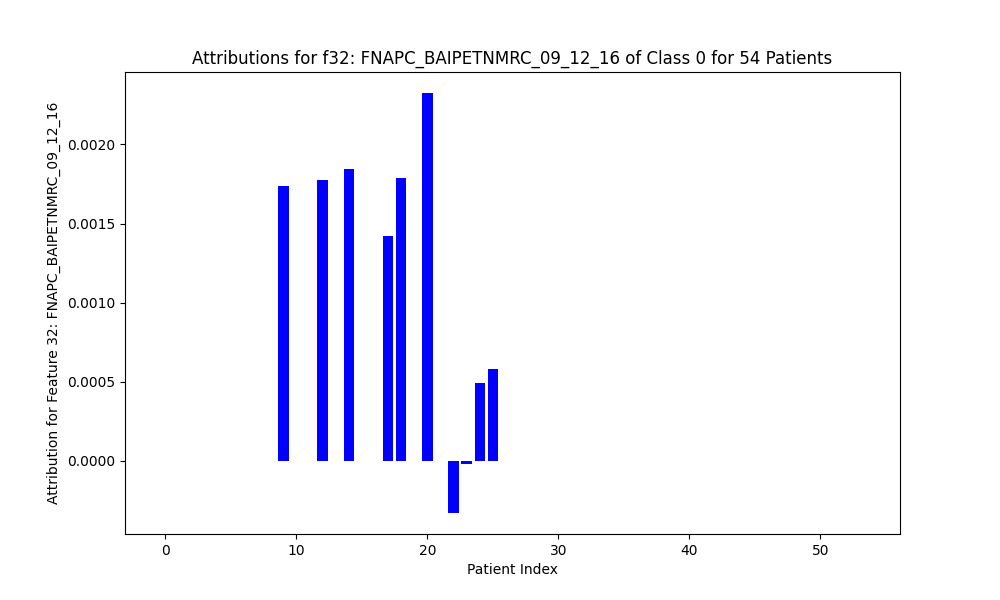 Attributions for f32: FNAPC_BAIPETNMRC_09_12_16 of Class 0 for 54 Patients
Attribution for Feature 32: FNAPC_BAIPETNMRC_09_12_16
0.0020
0.0015
0.0010
0.0005
0.0000
0 10 20 30 40 50
Patient Index